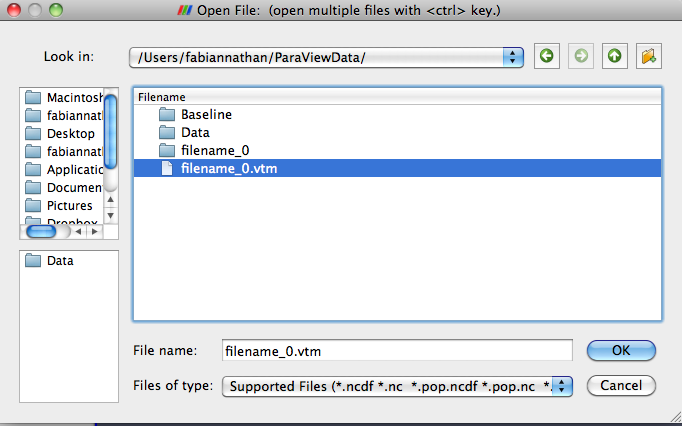 Open File:  (open multiple files with <ctrl> key.)
Look in:
/Users/fabiannathan/ParaViewData/
Macintosh
fabiannath
Desktop
fabiannath
Applicatio
Documen
Pictures
Dropbox
Data
Filename
Baseline
Data
filename_0
filename_0.vtm
File name:
filename_0.vtm
OK
Files of type:
Supported Files (*.ncdf *.nc  *.pop.ncdf *.pop.nc  *.
Cancel